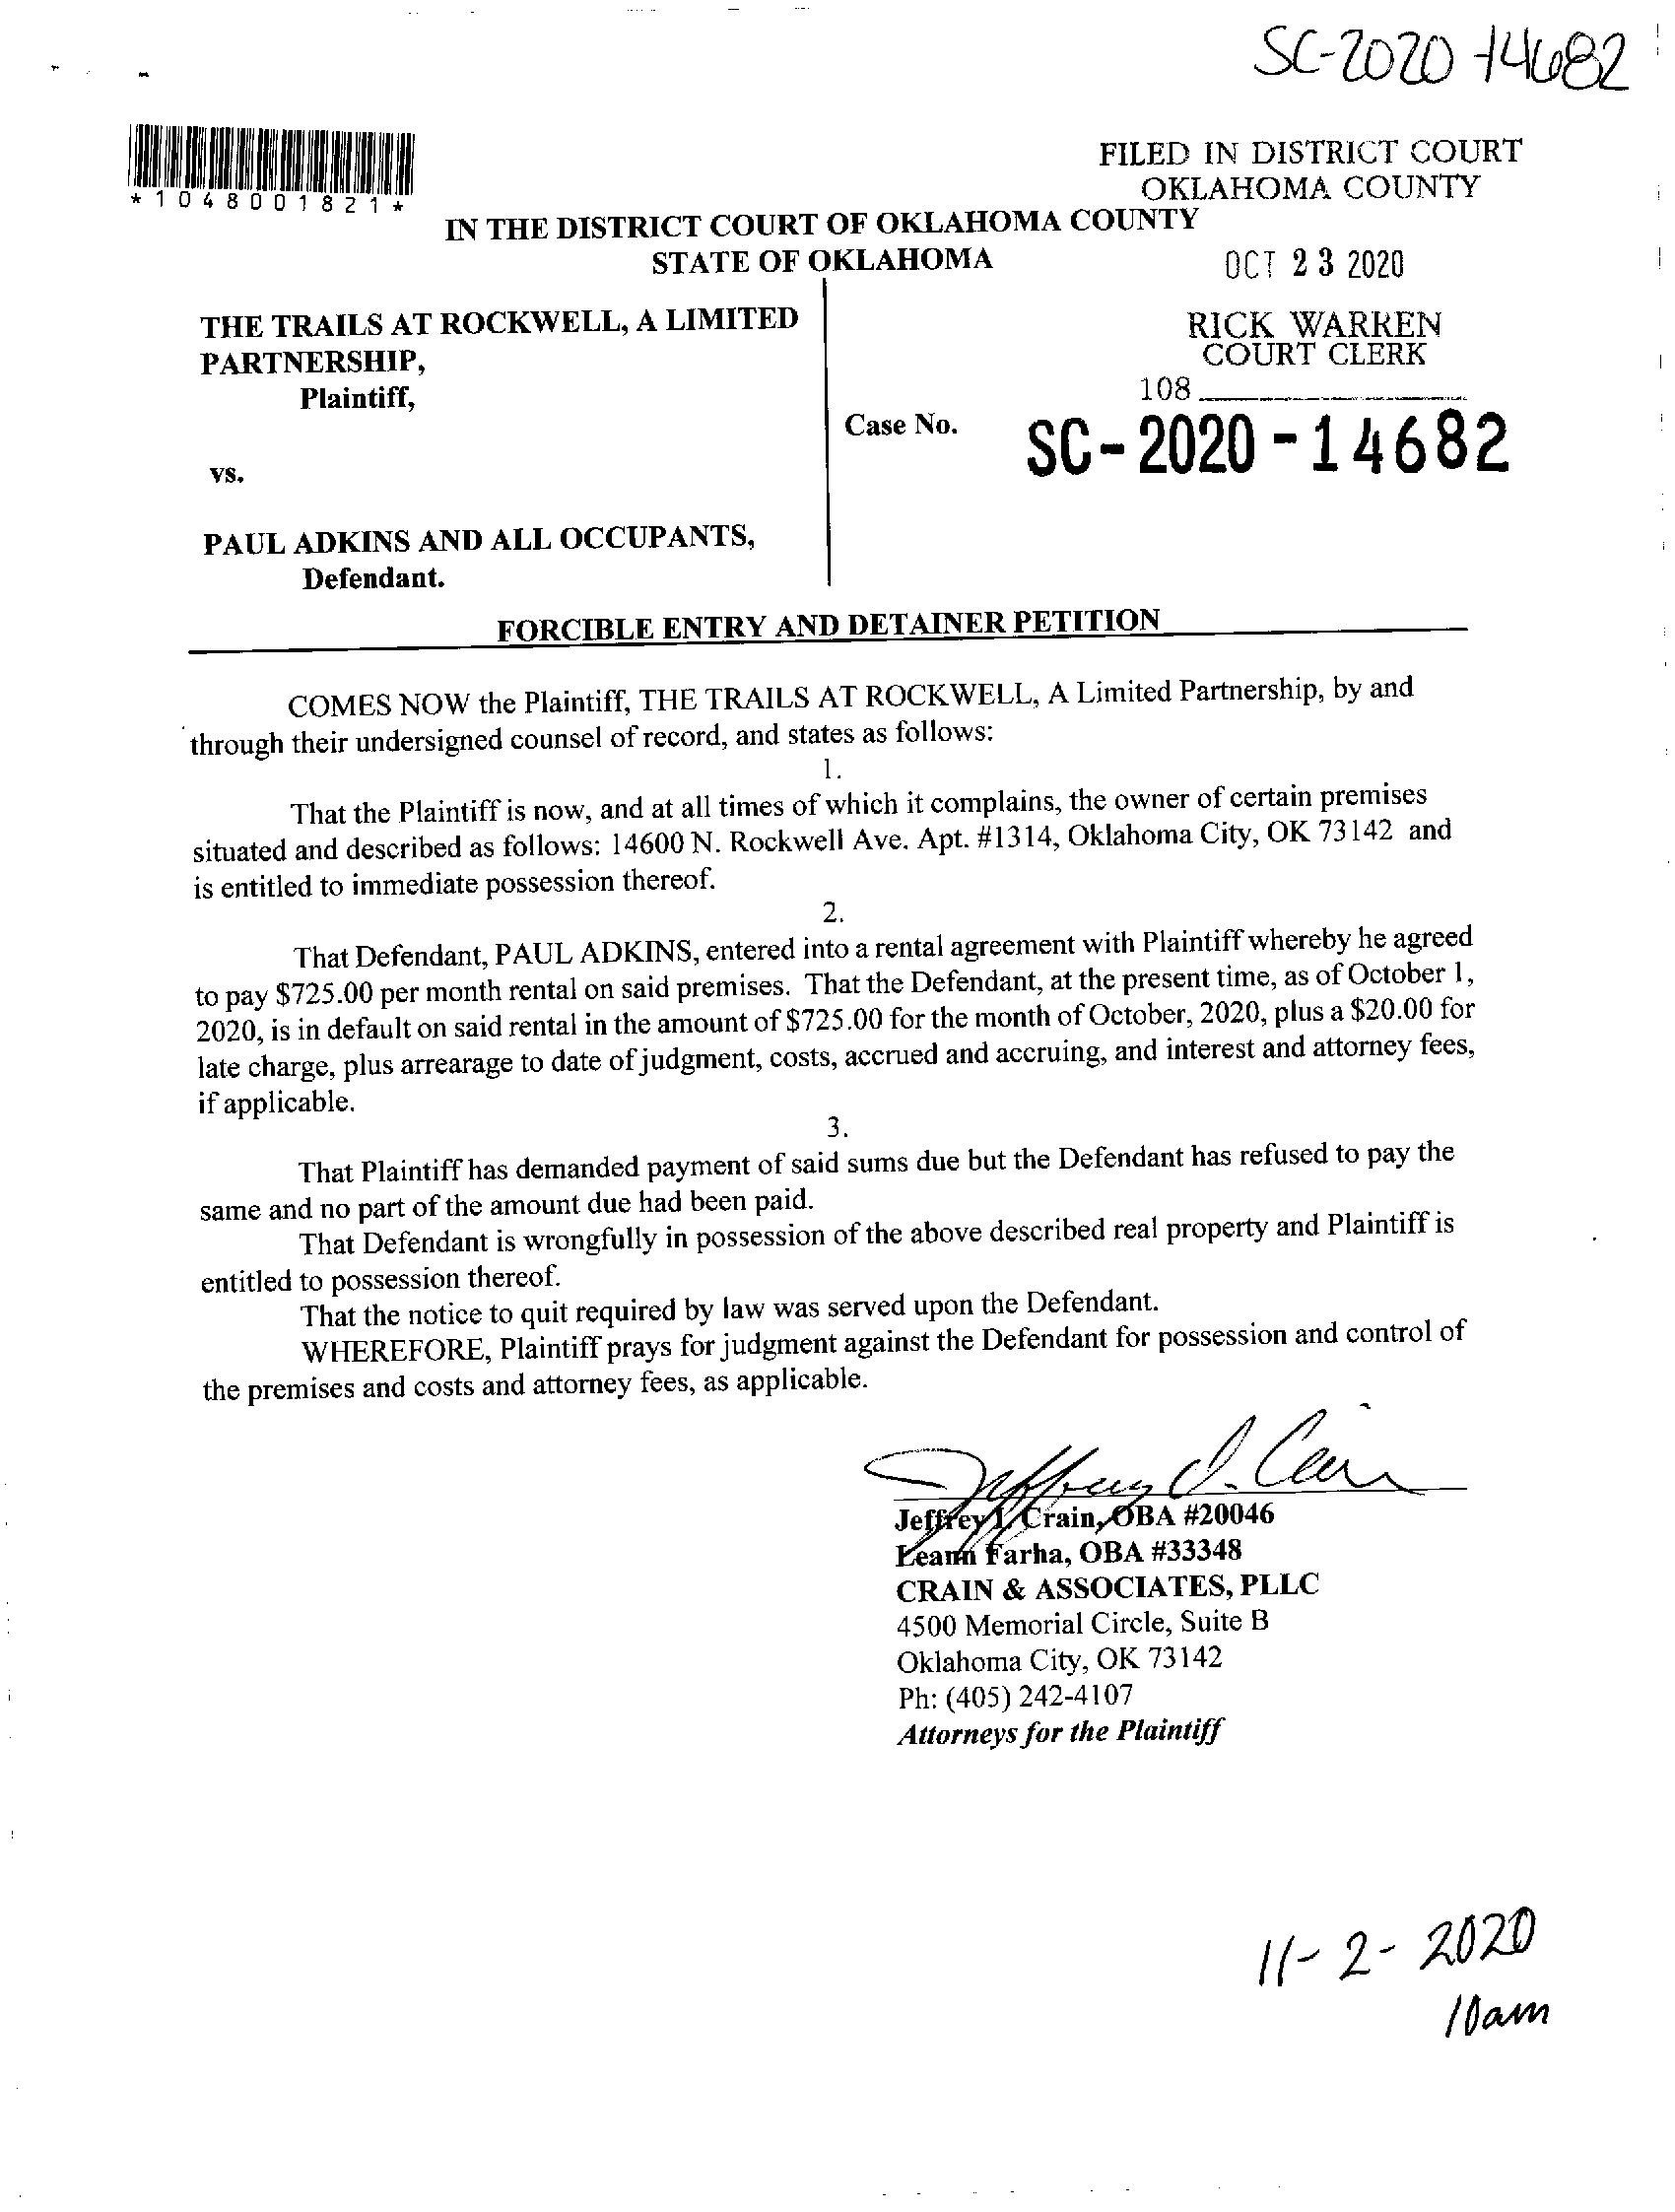 SC-2020-14682
*1048001821*
FILED IN DISTRICT COURT
OKLAHOMA COUNTY
IN THE DISTRICT COURT OF OKLAHOMA COUNTY
STATE OF OKLAHOMA
OCT 23 2020
THE TRAILS AT ROCKWELL, A LIMITED
PARTNERSHIP,
Plaintiff,
RICK WARREN
COURT CLERK
108
Case No.
SC-2020-14682
vs.
PAUL ADKINS AND ALL OCCUPANTS,
Defendant.
FORCIBLE ENTRY AND DETAINER PETITION
COMES NOW the Plaintiff, THE TRAILS AT ROCKWELL, A Limited Partnership, by and
through their undersigned counsel of record, and states as follows:
1.
That the Plaintiff is now, and at all times of which it complains, the owner of certain premises
situated and described as follows: 14600 N. Rockwell Ave. Apt. #1314, Oklahoma City, OK 73142 and
is entitled to immediate possession thereof.
2.
That Defendant, PAUL ADKINS, entered into a rental agreement with Plaintiff whereby he agreed
to pay $725.00 per month rental on said premises. That the Defendant, at the present time, as of October 1,
2020, is in default on said rental in the amount of $725.00 for the month of October, 2020, plus a $20.00 for
late charge, plus arrearage to date of judgment, costs, accrued and accruing, and interest and attorney fees,
if applicable.
3.
That Plaintiff has demanded payment of said sums due but the Defendant has refused to pay the
same and no part of the amount due had been paid.
That Defendant is wrongfully in possession of the above described real property and Plaintiff is
entitled to possession thereof.
That the notice to quit required by law was served upon the Defendant.
WHEREFORE, Plaintiff prays for judgment against the Defendant for possession and control of
the premises and costs and attorney fees, as applicable.
Jeffrey I. Crain, OBA #20046
Leann Farha, OBA #33348
CRAIN & ASSOCIATES, PLLC
4500 Memorial Circle, Suite B
Oklahoma City, OK 73142
Ph: (405) 242-4107
Attorneys for the Plaintiff
11-2-2020
10am